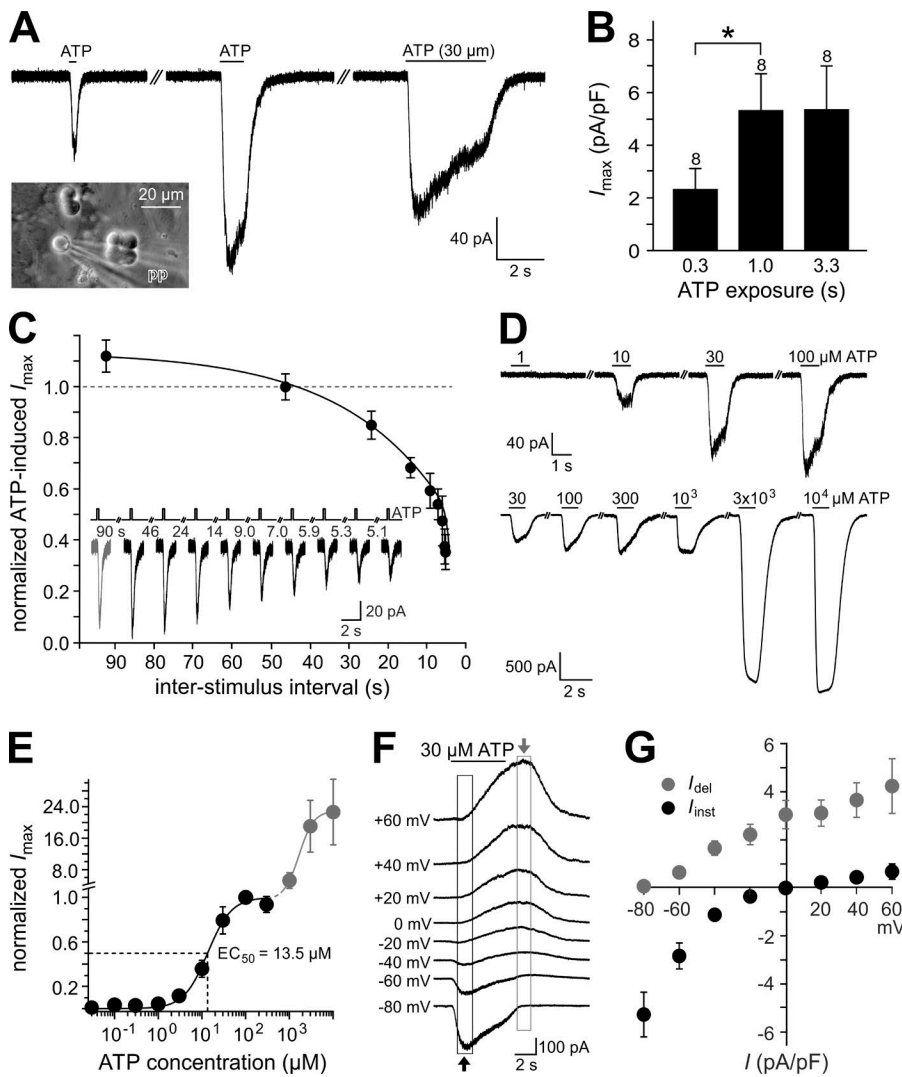 A
ATP
ATP
ATP (30 µm)
20 µm
pp
40 pA
2 s
B
*
8
8
8
Imax (pA/pF)
8
6
4
2
0
0.3 1.0 3.3
ATP exposure (s)
C
normalized ATP-induced Imax
1.0
0.8
0.6
0.4
0.2
0.0
ATP
90 s 46 24 14 9.0 7.0 5.9 5.3 5.1
20 pA
2 s
90 80 70 60 50 40 30 20 10 0
inter-stimulus interval (s)
D
1 10 30 100 µM ATP
40 pA
1 s
30 100 300 10³ 3x10³ 10⁴ µM ATP
500 pA
2 s
E
normalized Imax
24.0
16.0
8.0
1.0
0.6
0.2
EC50 = 13.5 µM
10⁻¹ 10⁰ 10¹ 10² 10³
ATP concentration (µM)
F
30 µM ATP
+60 mV
+40 mV
+20 mV
0 mV
-20 mV
-40 mV
-60 mV
-80 mV
100 pA
2 s
G
Idel
Iinst
6
4
2
-80 -60 20 40 60
mV
-2
-4
-6
I (pA/pF)